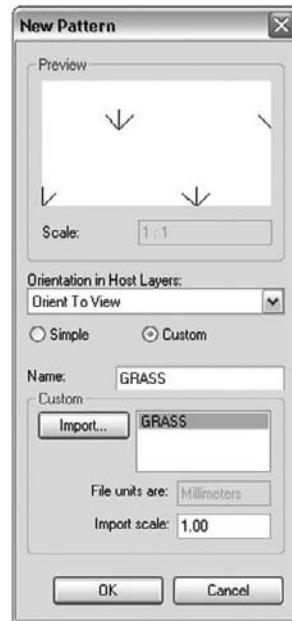 New Pattern
Preview
Scale: 1 : 1
Orientation in Host Layers:
Orient To View
Simple Custom
Name: GRASS
Custom
Import... GRASS
File units are: Millimeters
Import scale: 1.00
OK Cancel